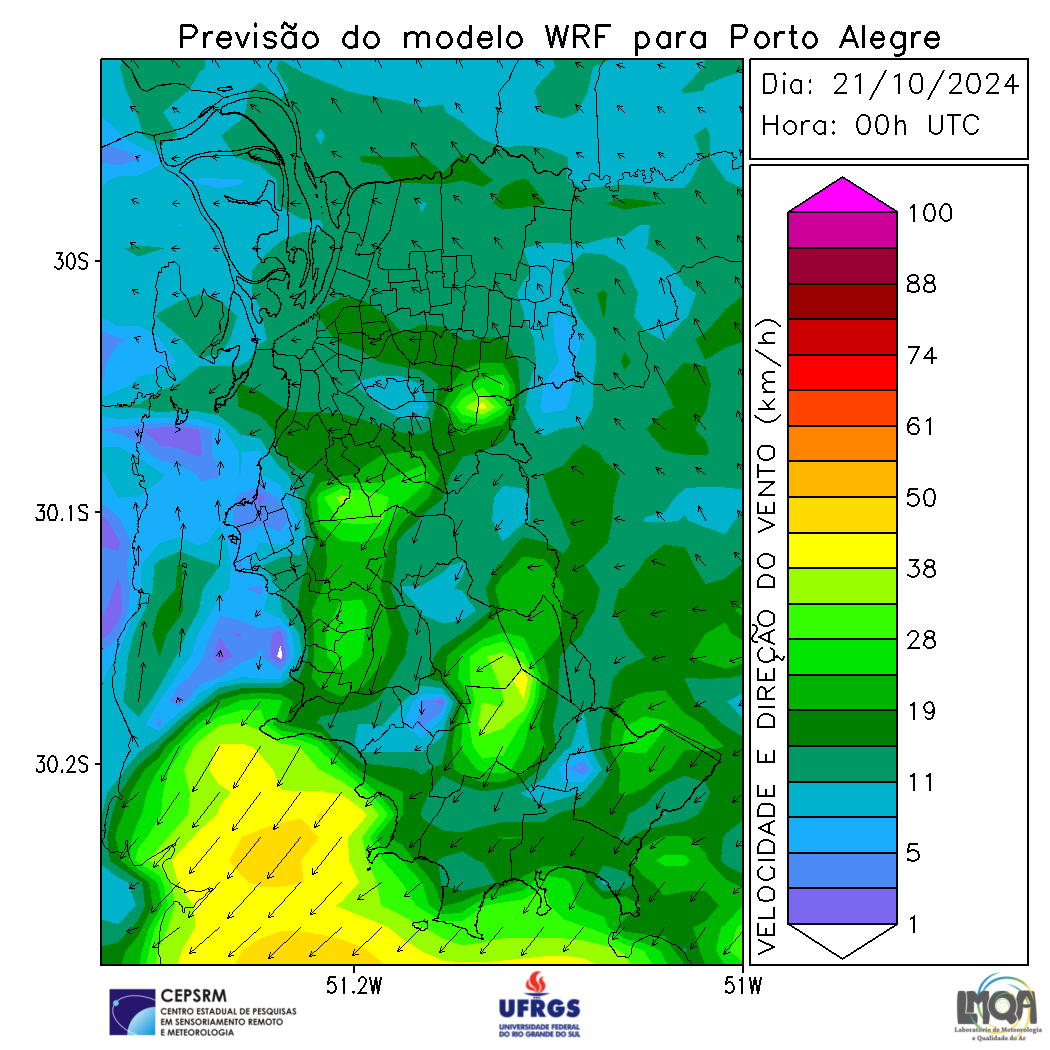 Previsão do modelo WRF para Porto Alegre
Dia: 21/10/2024
Hora: 00h UTC
30S
30.1S
30.2S
51.2W
51W
VELOCIDADE E DIREÇÃO DO VENTO (km/h)
100
88
74
61
50
38
28
19
11
5
1
CEPSRM
CENTRO ESTADUAL DE PESQUISAS
EM SENSORIAMENTO REMOTO
E METEOROLOGIA
UFRGS
UNIVERSIDADE FEDERAL
DO RIO GRANDE DO SUL
LMQA
Laboratório de Meteorologia
e Qualidade do Ar